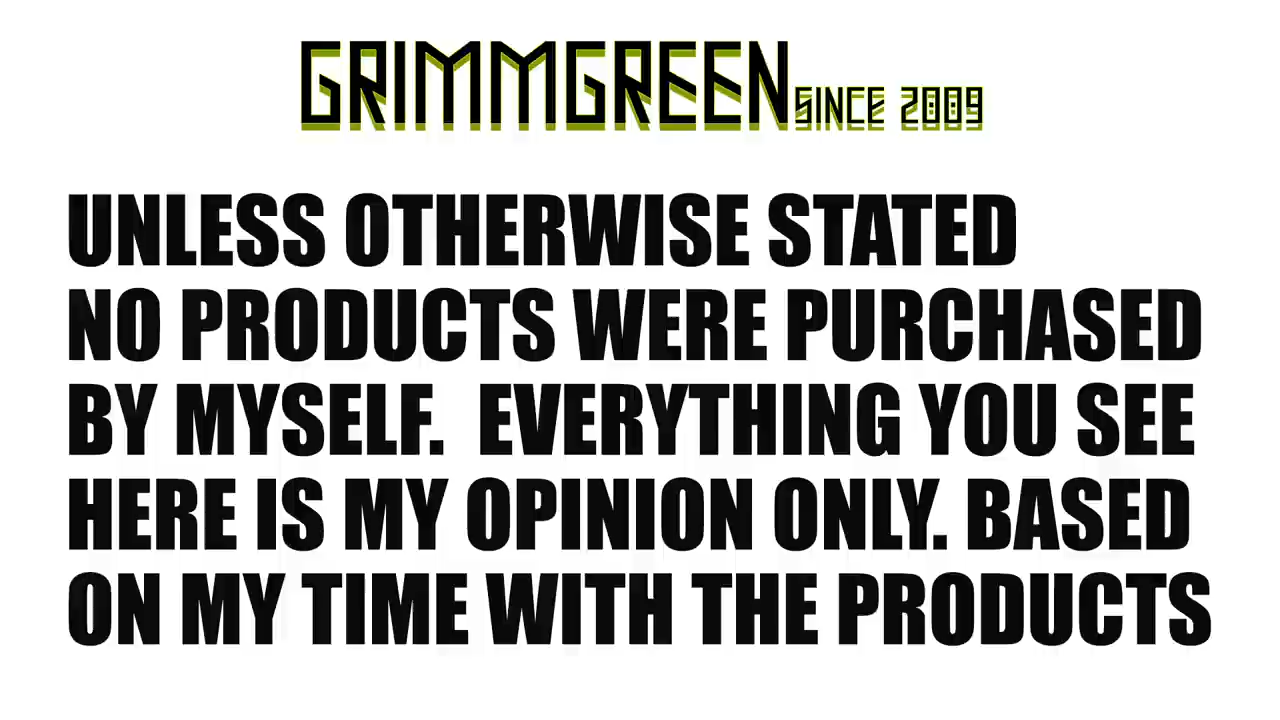 GRIMMGREEN SINCE 2009
UNLESS OTHERWISE STATED
NO PRODUCTS WERE PURCHASED
BY MYSELF.  EVERYTHING YOU SEE
HERE IS MY OPINION ONLY. BASED
ON MY TIME WITH THE PRODUCTS